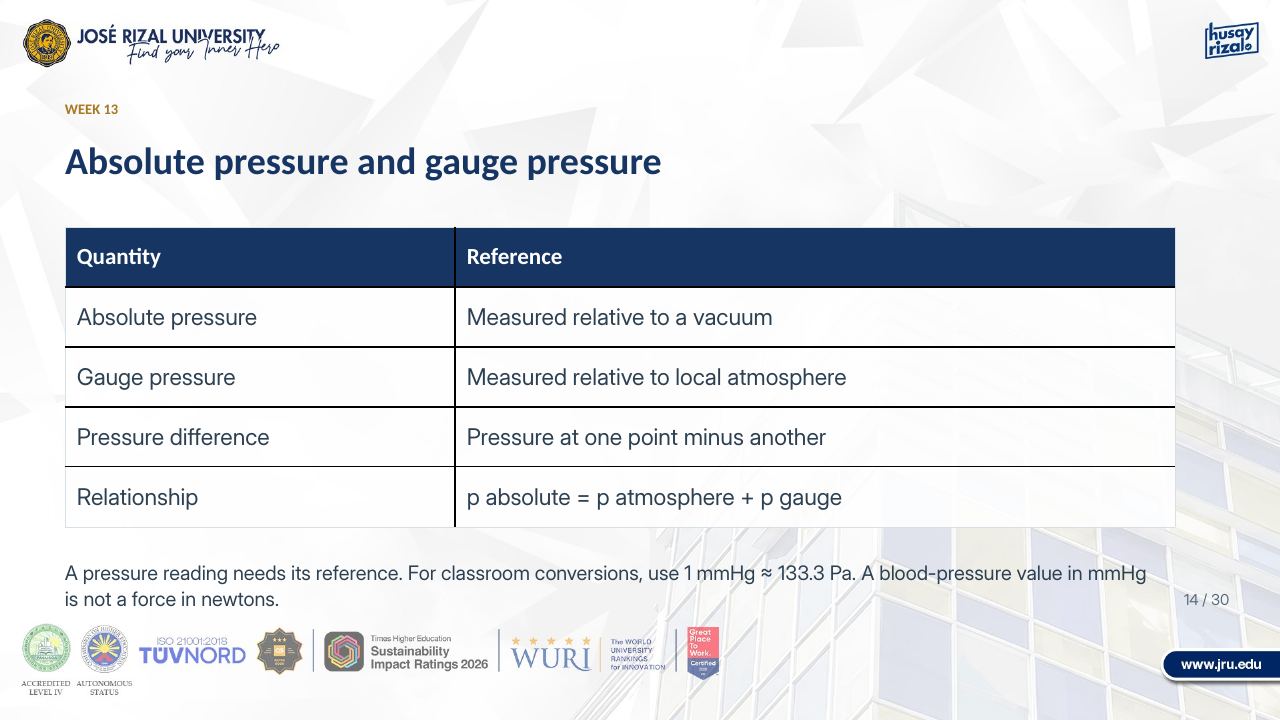 JOSÉ RIZAL UNIVERSITY
Find your Inner Hero
husay
rizal
WEEK 13
Absolute pressure and gauge pressure
Quantity Reference
Absolute pressure Measured relative to a vacuum
Gauge pressure Measured relative to local atmosphere
Pressure difference Pressure at one point minus another
Relationship p absolute = p atmosphere + p gauge
A pressure reading needs its reference. For classroom conversions, use 1 mmHg ≈ 133.3 Pa. A blood-pressure value in mmHg
is not a force in newtons.
14 / 30
ACCREDITED
LEVEL IV
AUTONOMOUS
STATUS
ISO 21001:2018
TÜVNORD
Times Higher Education
Sustainability
Impact Ratings 2026
WURI
The WORLD
UNIVERSITY
RANKINGS
for INNOVATION
Great
Place
To
Work.
Certified
www.jru.edu